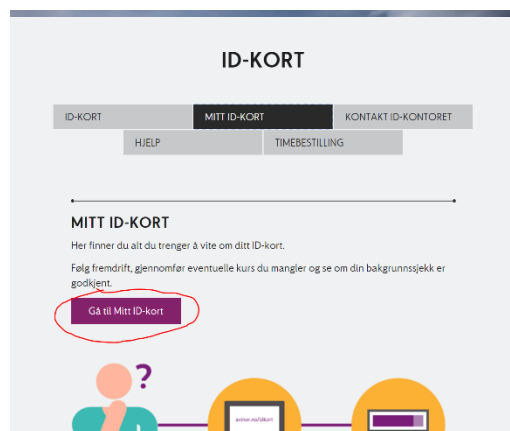 ID-KORT
ID-KORT MITT ID-KORT KONTAKT ID-KONTORET
HJELP TIMEBESTILLING
MITT ID-KORT
Her finner du alt du trenger å vite om ditt ID-kort.
Følg fremdrift, gjennomfør eventuelle kurs du mangler og se om din bakgrunnssjekk er
godkjent.
Gå til Mitt ID-kort
?